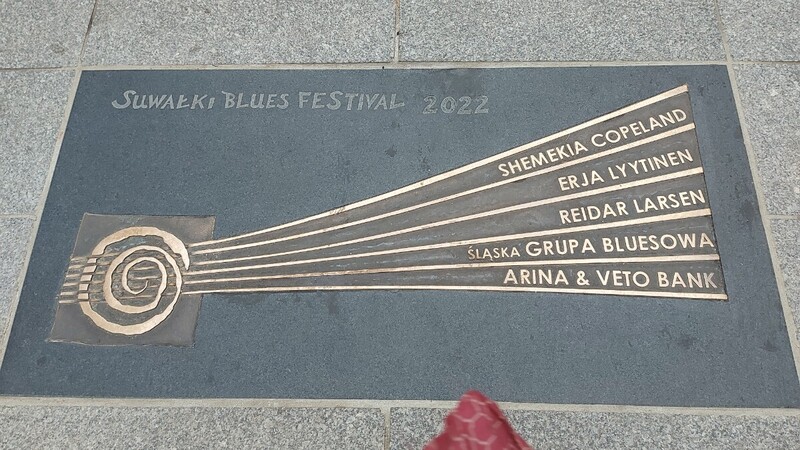 SUWAŁKI BLUES FESTIVAL 2022
SHEMEKIA COPELAND
ERJA LYYTINEN
REIDAR LARSEN
ŚLĄSKA GRUPA BLUESOWA
ARINA & VETO BANK